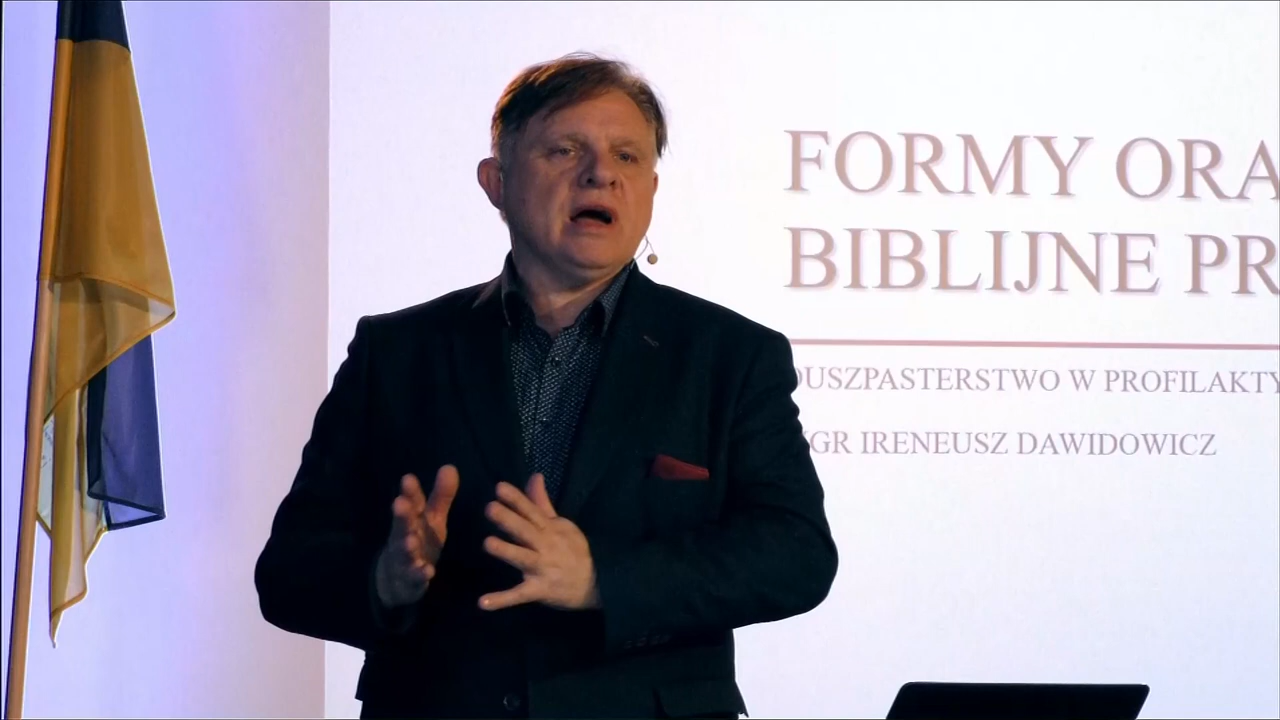 FORMY ORA
BIBLIJNE PR
DUSZPASTERSTWO W PROFILAKTY
GR IRENEUSZ DAWIDOWICZ